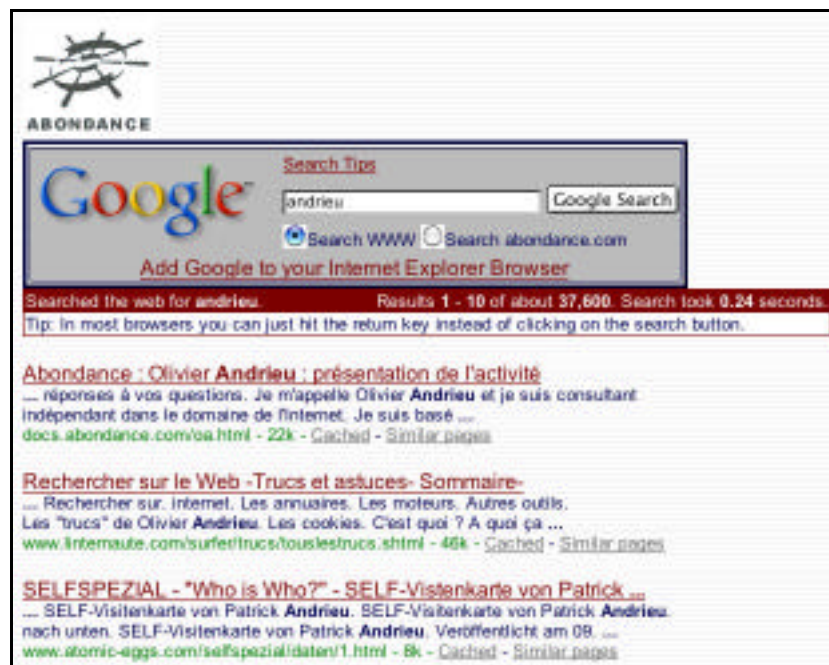 ABONDANCE
Search Tips
Google™
andrieu Google Search
Search WWW Search abondance.com
Add Google to your Internet Explorer Browser
Searched the web for andrieu. Results 1 - 10 of about 37,600. Search took 0.24 seconds.
Tip: In most browsers you can just hit the return key instead of clicking on the search button.
Abondance : Olivier Andrieu : présentation de l'activité
... réponses à vos questions. Je m'appelle Olivier Andrieu et je suis consultant
indépendant dans le domaine de l'Internet. Je suis basé ...
docs.abondance.com/oa.html - 22k - Cached - Similar pages
Rechercher sur le Web -Trucs et astuces- Sommaire-
... Rechercher sur. internet. Les annuaires. Les moteurs. Autres outils.
Les "trucs" de Olivier Andrieu. Les cookies. C'est quoi ? A quoi ça ...
www.linternaute.com/surfer/trucs/touslestrucs.shtml - 46k - Cached - Similar pages
SELFSPEZIAL - "Who is Who?" - SELF-Vistenkarte von Patrick ...
... SELF-Visitenkarte von Patrick Andrieu. SELF-Visitenkarte von Patrick Andrieu.
nach unten. SELF-Visitenkarte von Patrick Andrieu. Veröffentlicht am 09. ...
www.atomic-eggs.com/selfspezial/daten/1.html - 8k - Cached - Similar pages